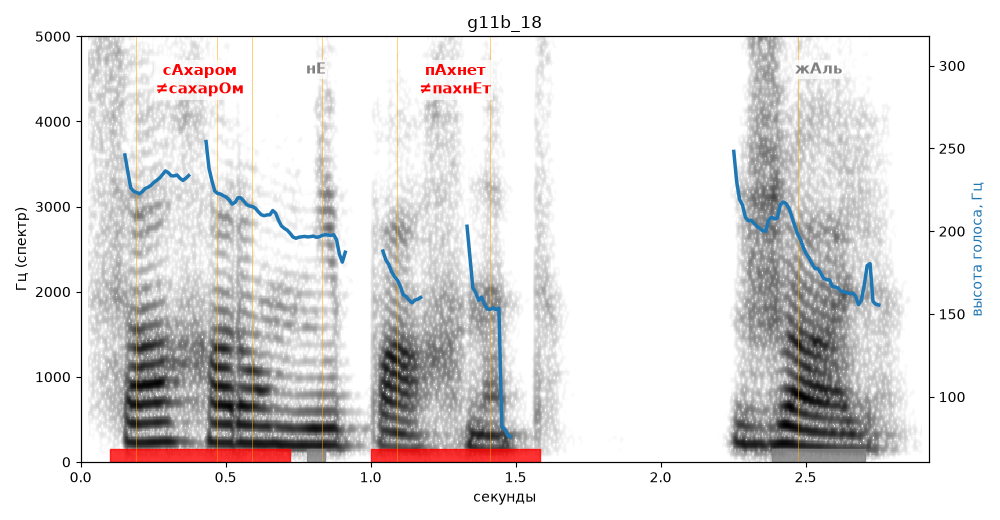 g11b_18
5000
4000
3000
2000
1000
0
Гц (спектр)
сАхаром
≠сахарОм
нЕ
пАхнет
≠пахнЕт
жАль
300
250
200
150
100
высота голоса, Гц
0.0 0.5 1.0 1.5 2.0 2.5
секунды